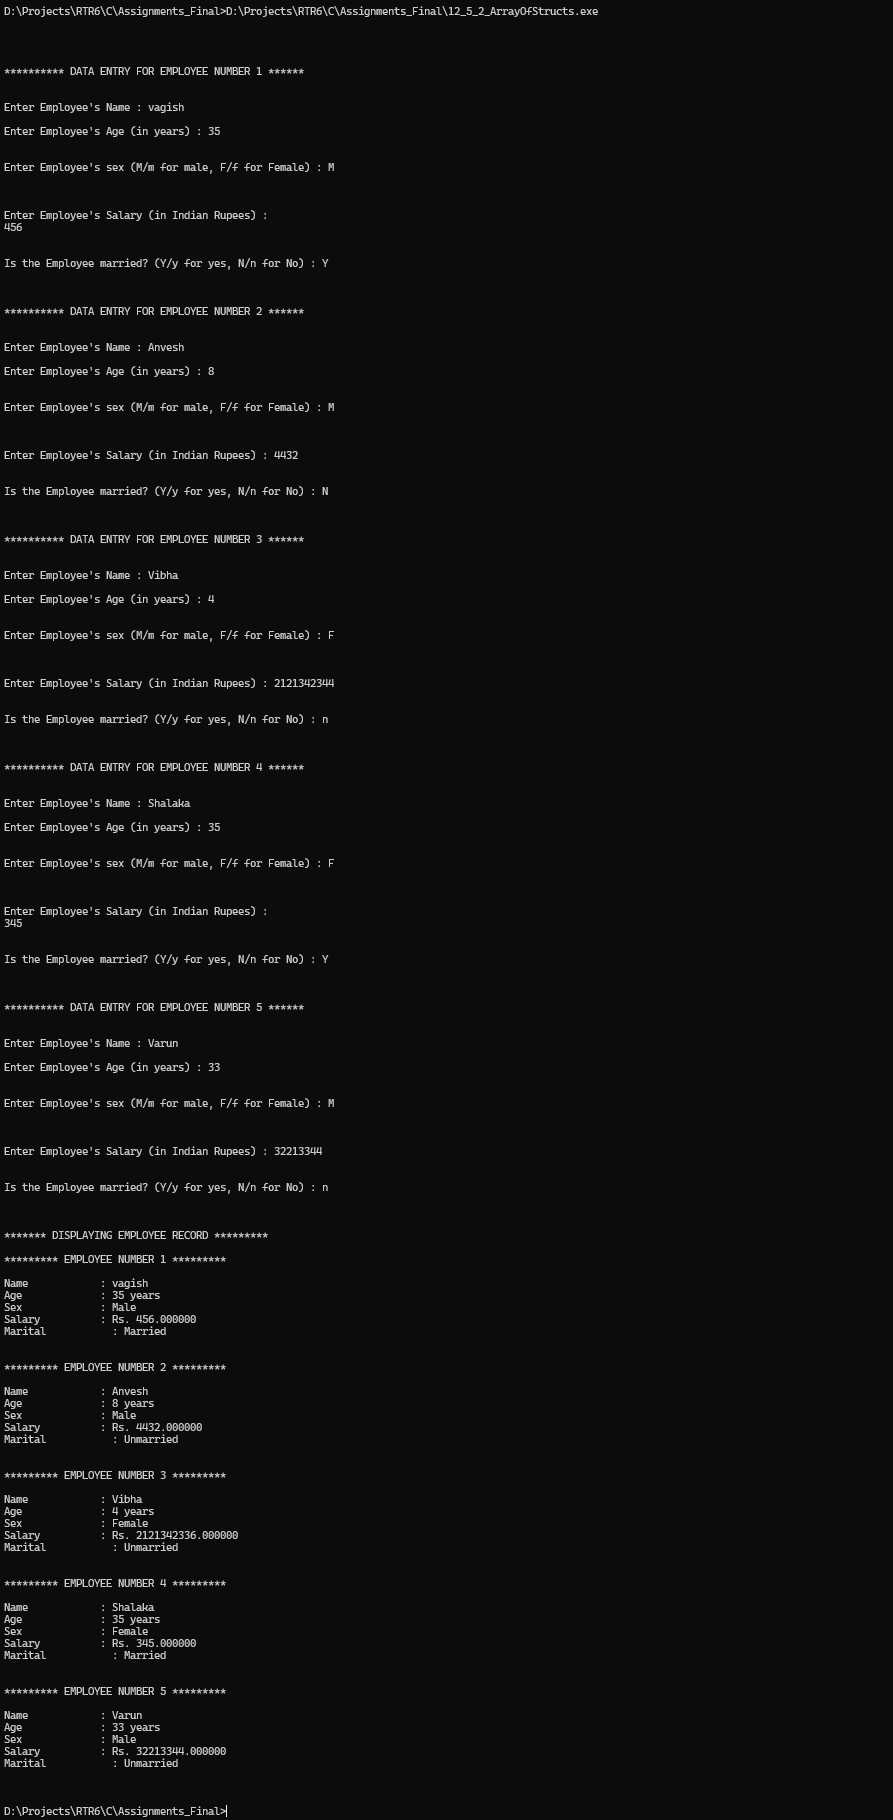 D:\Projects\RTR6\C\Assignments_Final>D:\Projects\RTR6\C\Assignments_Final\12_5_2_ArrayOfStructs.exe
********** DATA ENTRY FOR EMPLOYEE NUMBER 1 ******
Enter Employee's Name : vagish
Enter Employee's Age (in years) : 35
Enter Employee's sex (M/m for male, F/f for Female) : M
Enter Employee's Salary (in Indian Rupees) :
456
Is the Employee married? (Y/y for yes, N/n for No) : Y
********** DATA ENTRY FOR EMPLOYEE NUMBER 2 ******
Enter Employee's Name : Anvesh
Enter Employee's Age (in years) : 8
Enter Employee's sex (M/m for male, F/f for Female) : M
Enter Employee's Salary (in Indian Rupees) : 4432
Is the Employee married? (Y/y for yes, N/n for No) : N
********** DATA ENTRY FOR EMPLOYEE NUMBER 3 ******
Enter Employee's Name : Vibha
Enter Employee's Age (in years) : 4
Enter Employee's sex (M/m for male, F/f for Female) : F
Enter Employee's Salary (in Indian Rupees) : 2121342344
Is the Employee married? (Y/y for yes, N/n for No) : n
********** DATA ENTRY FOR EMPLOYEE NUMBER 4 ******
Enter Employee's Name : Shalaka
Enter Employee's Age (in years) : 35
Enter Employee's sex (M/m for male, F/f for Female) : F
Enter Employee's Salary (in Indian Rupees) :
345
Is the Employee married? (Y/y for yes, N/n for No) : Y
********** DATA ENTRY FOR EMPLOYEE NUMBER 5 ******
Enter Employee's Name : Varun
Enter Employee's Age (in years) : 33
Enter Employee's sex (M/m for male, F/f for Female) : M
Enter Employee's Salary (in Indian Rupees) : 32213344
Is the Employee married? (Y/y for yes, N/n for No) : n
******* DISPLAYING EMPLOYEE RECORD *********
********* EMPLOYEE NUMBER 1 *********
Name            : vagish
Age             : 35 years
Sex             : Male
Salary          : Rs. 456.000000
Marital           : Married
********* EMPLOYEE NUMBER 2 *********
Name            : Anvesh
Age             : 8 years
Sex             : Male
Salary          : Rs. 4432.000000
Marital           : Unmarried
********* EMPLOYEE NUMBER 3 *********
Name            : Vibha
Age             : 4 years
Sex             : Female
Salary          : Rs. 2121342336.000000
Marital           : Unmarried
********* EMPLOYEE NUMBER 4 *********
Name            : Shalaka
Age             : 35 years
Sex             : Female
Salary          : Rs. 345.000000
Marital           : Married
********* EMPLOYEE NUMBER 5 *********
Name            : Varun
Age             : 33 years
Sex             : Male
Salary          : Rs. 32213344.000000
Marital           : Unmarried
D:\Projects\RTR6\C\Assignments_Final>